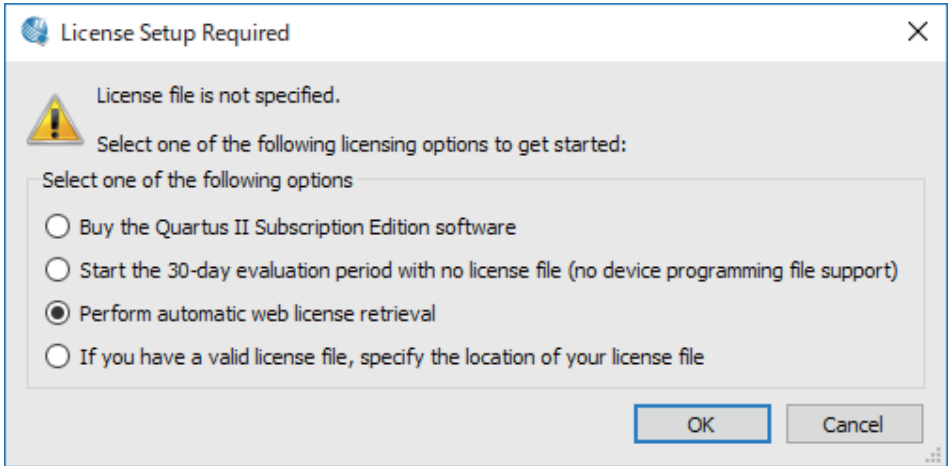 License Setup Required
License file is not specified.
Select one of the following licensing options to get started:
Select one of the following options
Buy the Quartus II Subscription Edition software
Start the 30-day evaluation period with no license file (no device programming file support)
Perform automatic web license retrieval
If you have a valid license file, specify the location of your license file
OK
Cancel